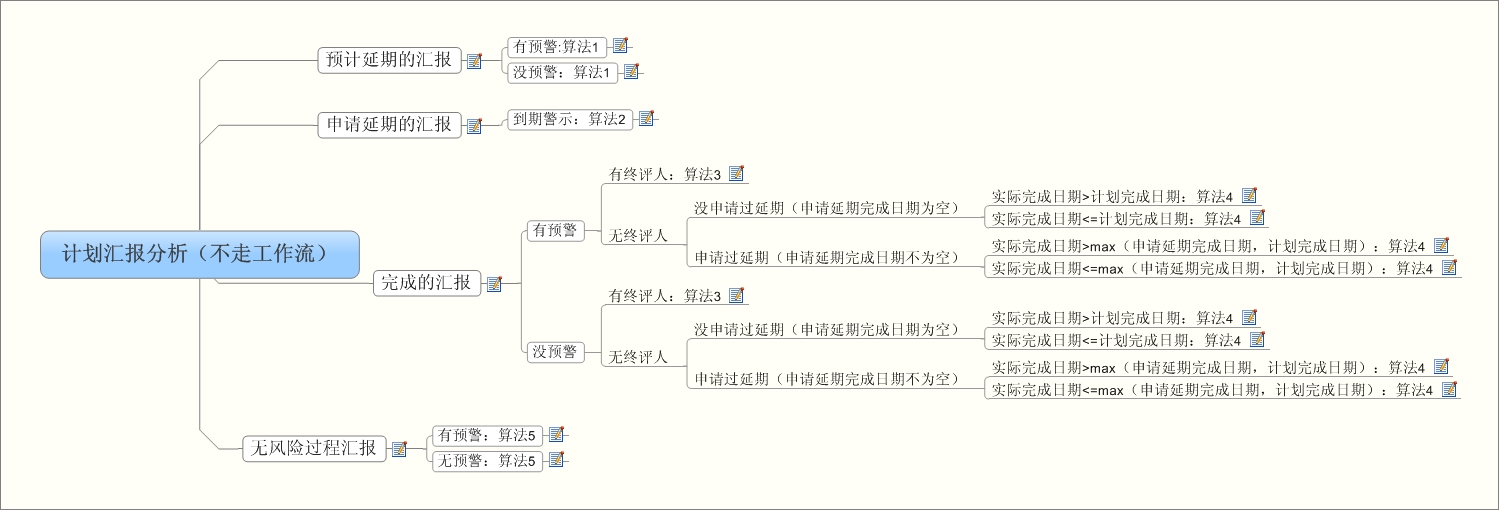 计划汇报分析（不走工作流）
预计延期的汇报
有预警:算法1
没预警：算法1
申请延期的汇报
到期警示：算法2
完成的汇报
有预警
有终评人：算法3
无终评人
没申请过延期（申请延期完成日期为空）
实际完成日期>计划完成日期：算法4
实际完成日期<=计划完成日期：算法4
申请过延期（申请延期完成日期不为空）
实际完成日期>max（申请延期完成日期，计划完成日期）：算法4
实际完成日期<=max（申请延期完成日期，计划完成日期）：算法4
没预警
有终评人：算法3
无终评人
没申请过延期（申请延期完成日期为空）
实际完成日期>计划完成日期：算法4
实际完成日期<=计划完成日期：算法4
申请过延期（申请延期完成日期不为空）
实际完成日期>max（申请延期完成日期，计划完成日期）：算法4
实际完成日期<=max（申请延期完成日期，计划完成日期）：算法4
无风险过程汇报
有预警：算法5
无预警：算法5